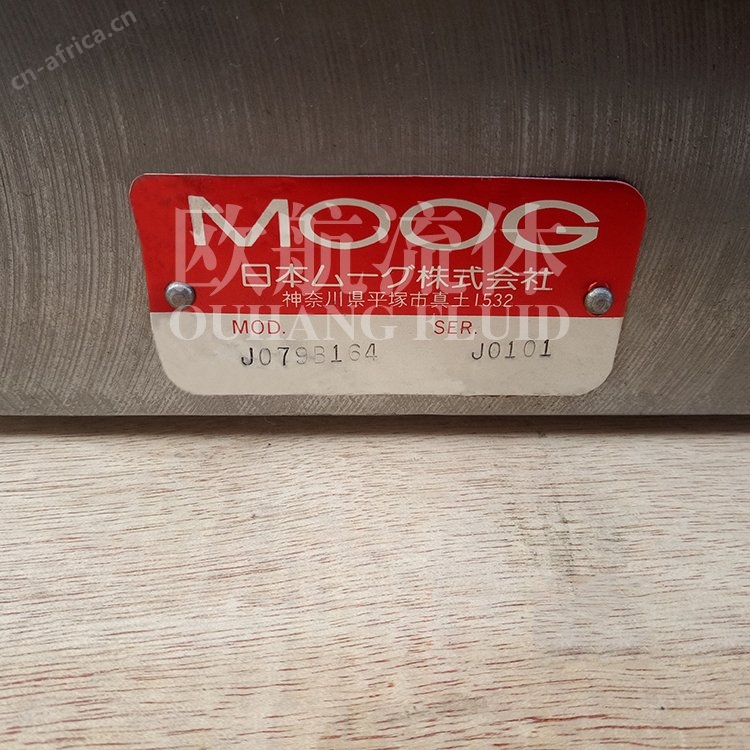 cn-africa.cn
MOOG
欧航流体
日本ムーグ株式会社
神奈川県平塚市真土1532
OUHANG FLUID
MOD. SER.
J079B164 J0101